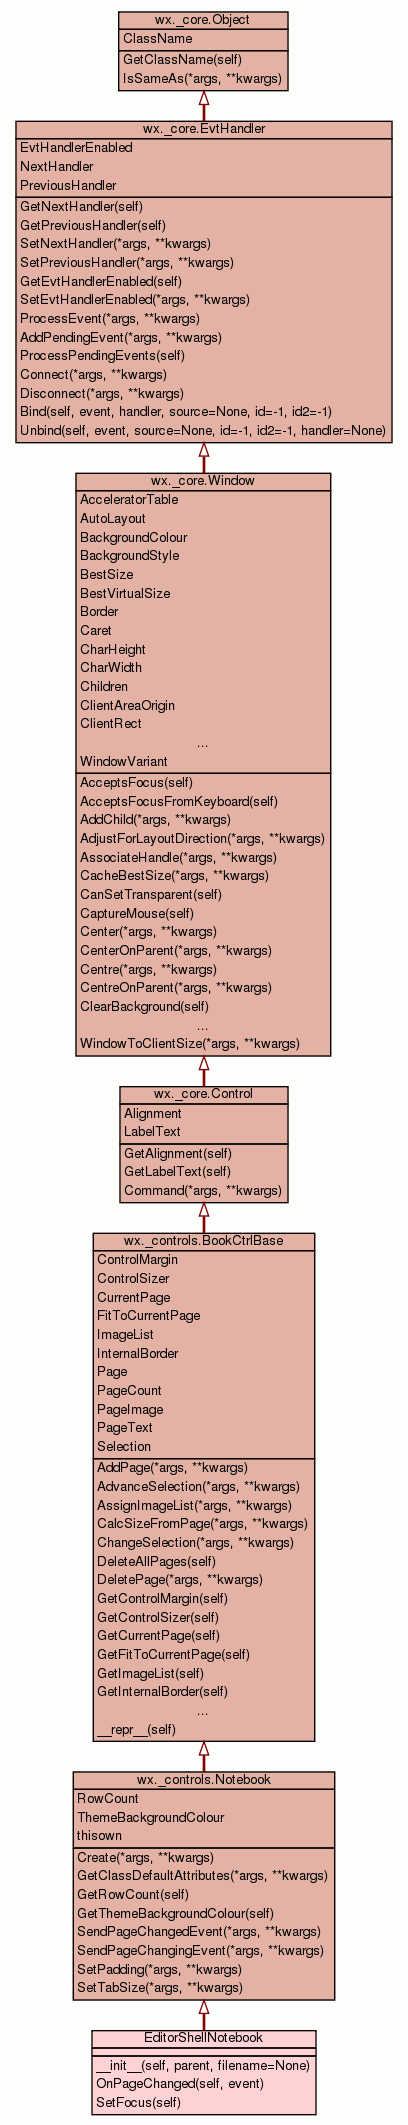 wx._core.Object
ClassName
GetClassName(self)
IsSameAs(*args, **kwargs)
wx._core.EvtHandler
EvtHandlerEnabled
NextHandler
PreviousHandler
GetNextHandler(self)
GetPreviousHandler(self)
SetNextHandler(*args, **kwargs)
SetPreviousHandler(*args, **kwargs)
GetEvtHandlerEnabled(self)
SetEvtHandlerEnabled(*args, **kwargs)
ProcessEvent(*args, **kwargs)
AddPendingEvent(*args, **kwargs)
ProcessPendingEvents(self)
Connect(*args, **kwargs)
Disconnect(*args, **kwargs)
Bind(self, event, handler, source=None, id=-1, id2=-1)
Unbind(self, event, source=None, id=-1, id2=-1, handler=None)
wx._core.Window
AcceleratorTable
AutoLayout
BackgroundColour
BackgroundStyle
BestSize
BestVirtualSize
Border
Caret
CharHeight
CharWidth
Children
ClientAreaOrigin
ClientRect
...
WindowVariant
AcceptsFocus(self)
AcceptsFocusFromKeyboard(self)
AddChild(*args, **kwargs)
AdjustForLayoutDirection(*args, **kwargs)
AssociateHandle(*args, **kwargs)
CacheBestSize(*args, **kwargs)
CanSetTransparent(self)
CaptureMouse(self)
Center(*args, **kwargs)
CenterOnParent(*args, **kwargs)
Centre(*args, **kwargs)
CentreOnParent(*args, **kwargs)
ClearBackground(self)
...
WindowToClientSize(*args, **kwargs)
wx._core.Control
Alignment
LabelText
GetAlignment(self)
GetLabelText(self)
Command(*args, **kwargs)
wx._controls.BookCtrlBase
ControlMargin
ControlSizer
CurrentPage
FitToCurrentPage
ImageList
InternalBorder
Page
PageCount
PageImage
PageText
Selection
AddPage(*args, **kwargs)
AdvanceSelection(*args, **kwargs)
AssignImageList(*args, **kwargs)
CalcSizeFromPage(*args, **kwargs)
ChangeSelection(*args, **kwargs)
DeleteAllPages(self)
DeletePage(*args, **kwargs)
GetControlMargin(self)
GetControlSizer(self)
GetCurrentPage(self)
GetFitToCurrentPage(self)
GetImageList(self)
GetInternalBorder(self)
...
__repr__(self)
wx._controls.Notebook
RowCount
ThemeBackgroundColour
thisown
Create(*args, **kwargs)
GetClassDefaultAttributes(*args, **kwargs)
GetRowCount(self)
GetThemeBackgroundColour(self)
SendPageChangedEvent(*args, **kwargs)
SendPageChangingEvent(*args, **kwargs)
SetPadding(*args, **kwargs)
SetTabSize(*args, **kwargs)
EditorShellNotebook
__init__(self, parent, filename=None)
OnPageChanged(self, event)
SetFocus(self)